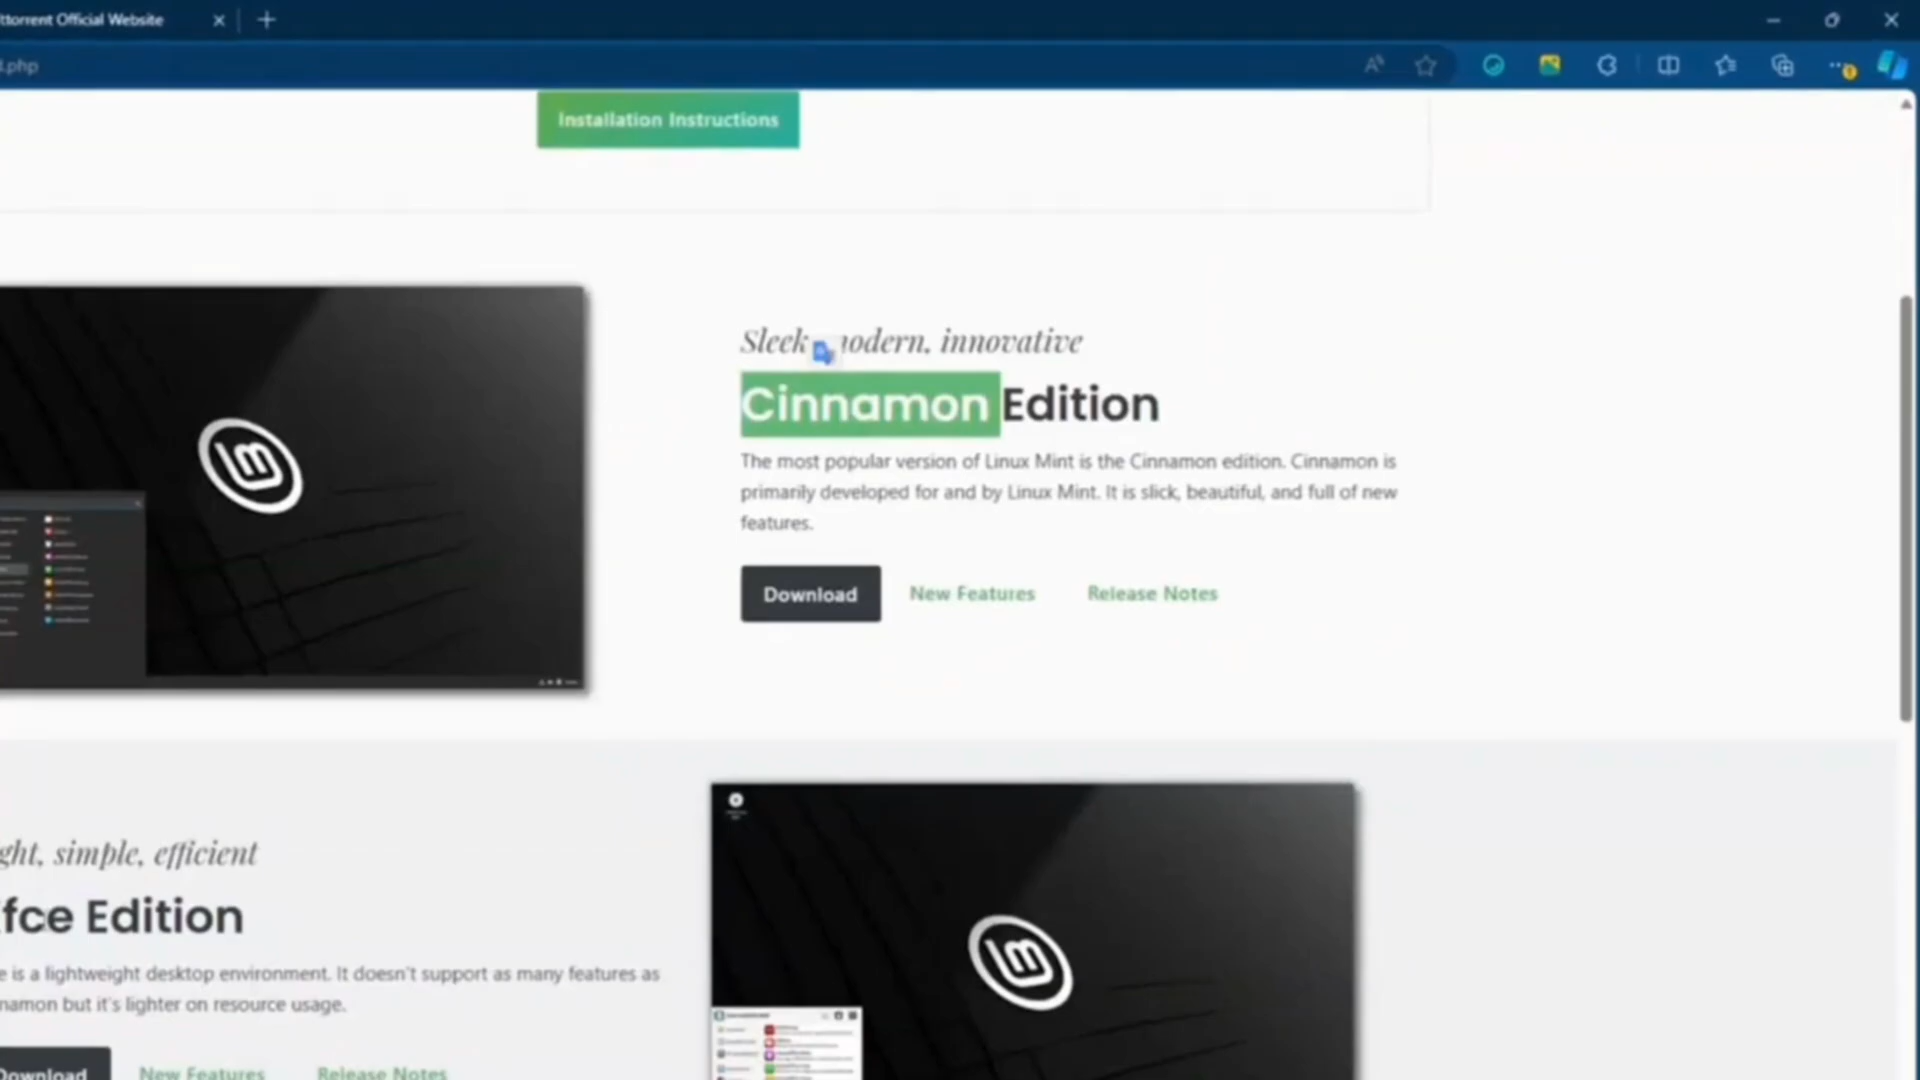 ttorrent Official Website
d.php
Installation Instructions
Sleek modern, innovative
Cinnamon Edition
The most popular version of Linux Mint is the Cinnamon edition. Cinnamon is
primarily developed for and by Linux Mint. It is slick, beautiful, and full of new
features.
Download
New Features
Release Notes
ght, simple, efficient
fce Edition
e is a lightweight desktop environment. It doesn't support as many features as
namon but it's lighter on resource usage.
Download
New Features
Release Notes